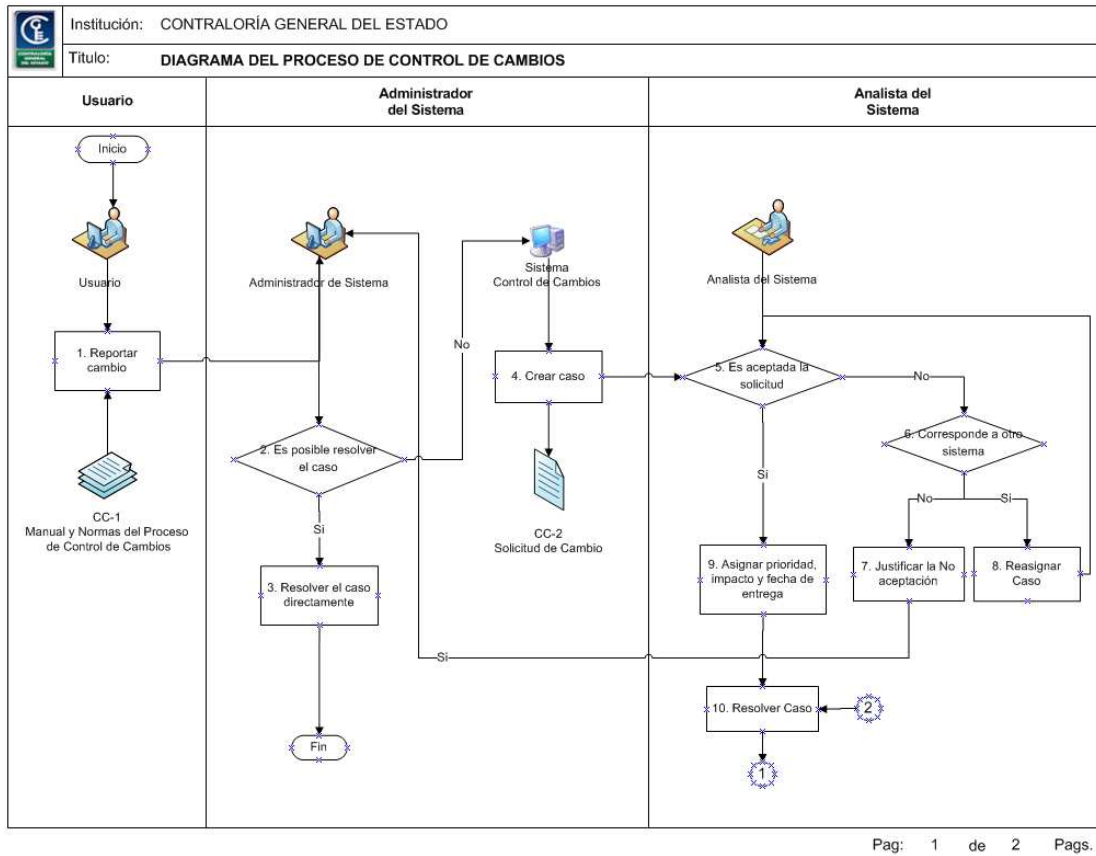 Institución: CONTRALORÍA GENERAL DEL ESTADO
Titulo: DIAGRAMA DEL PROCESO DE CONTROL DE CAMBIOS
Usuario
Administrador
del Sistema
Analista del
Sistema
Inicio
Usuario
Administrador de Sistema
Sistema
Control de Cambios
Analista del Sistema
1. Reportar
cambio
No
4. Crear caso
5. Es aceptada la
solicitud
No
2. Es posible resolver
el caso
6. Corresponde a otro
sistema
Si
No
Si
CC-1
Manual y Normas del Proceso
de Control de Cambios
Si
CC-2
Solicitud de Cambio
3. Resolver el caso
directamente
9. Asignar prioridad,
impacto y fecha de
entrega
7. Justificar la No
aceptación
8. Reasignar
Caso
Si
10. Resolver Caso
2
Fin
1
Pag: 1 de 2 Pags.